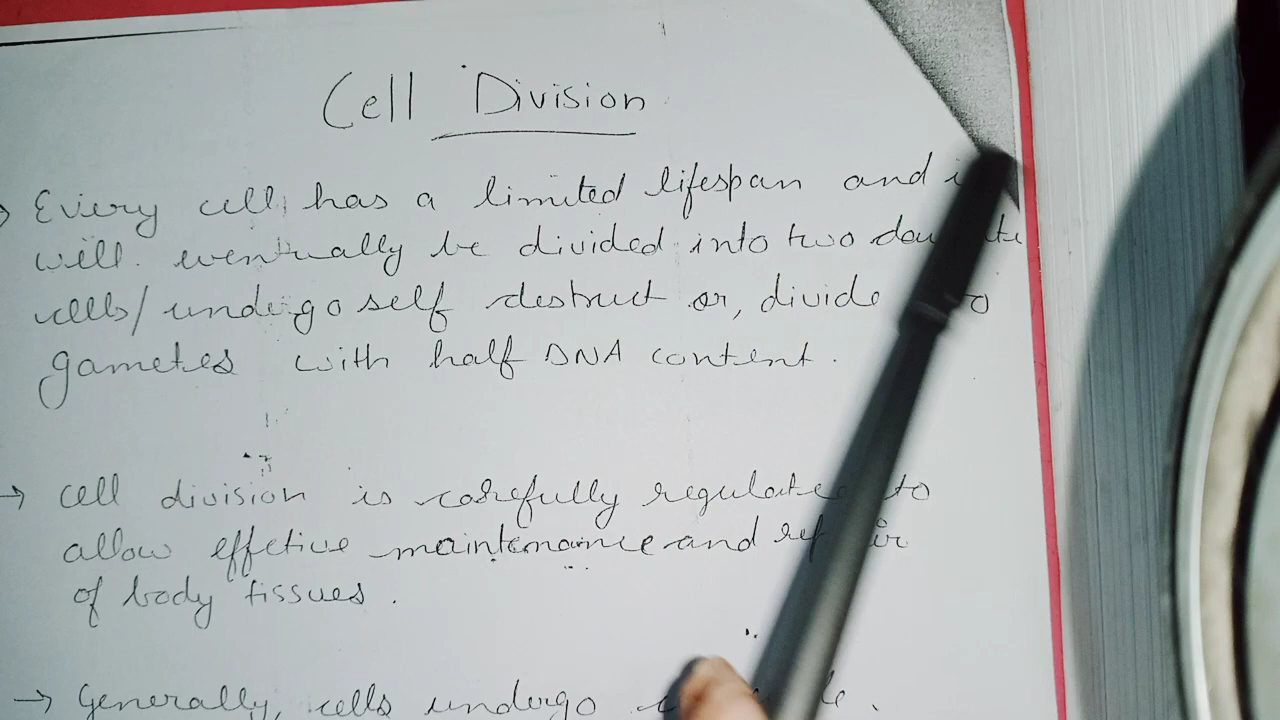 Cell Division
→ Every cell has a limited lifespan and
will eventually be divided into two
cells/undergo self destruct or, divide
gametes with half DNA content.
→ cell division is carefully regulated to
allow effetive maintenance and repair
of body tissues.
→ Generally, cells undergo